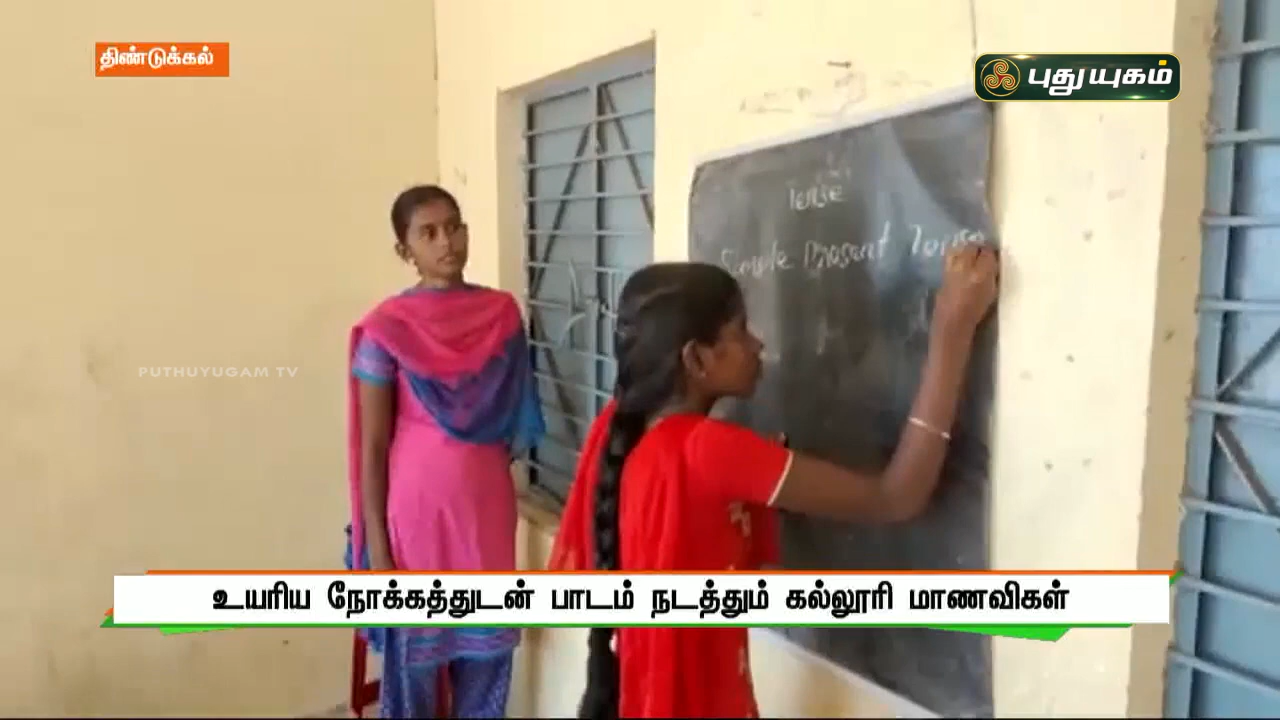 திண்டுக்கல்
புதுயுகம்
Tense
Simple Present Tense
PUTHUYUGAM TV
உயரிய நோக்கத்துடன் பாடம் நடத்தும் கல்லூரி மாணவிகள்